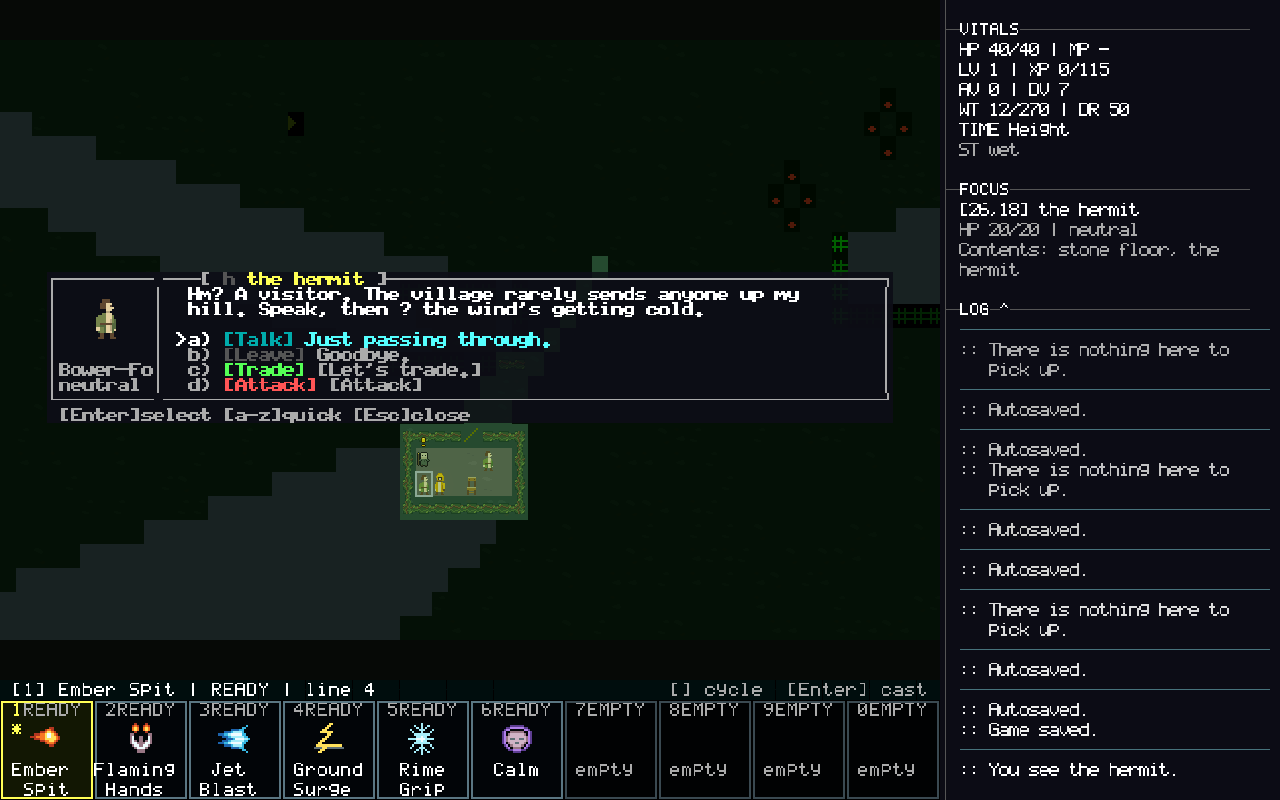 VITALS
HP 40/40 | MP -
LV 1 | XP 0/115
AV 0 | DV 7
WT 12/270 | DR 50
TIME Height
ST wet
FOCUS
[26,18] the hermit
HP 20/20 | neutral
Contents: stone floor, the
hermit
LOG ^
:: There is nothing here to
Pick up.
:: Autosaved.
:: Autosaved.
:: There is nothing here to
Pick up.
:: Autosaved.
:: Autosaved.
:: There is nothing here to
Pick up.
:: Autosaved.
:: Autosaved.
:: Game saved.
:: You see the hermit.
[ h the hermit ]
Hm? A visitor. The village rarely sends anyone up my
hill. Speak, then ? the wind's getting cold.
>a) [Talk] Just passing through.
b) [Leave] Goodbye.
c) [Trade] [Let's trade.]
d) [Attack] [Attack]
Bower-Fo
neutral
[Enter]select [a-z]quick [Esc]close
[1] Ember Spit | READY | line 4
[] cycle [Enter] cast
1READY 2READY 3READY 4READY 5READY 6READY 7EMPTY 8EMPTY 9EMPTY 0EMPTY
*
Ember Flaming Jet Ground Rime Calm empty empty empty empty
Spit Hands Blast Surge Grip